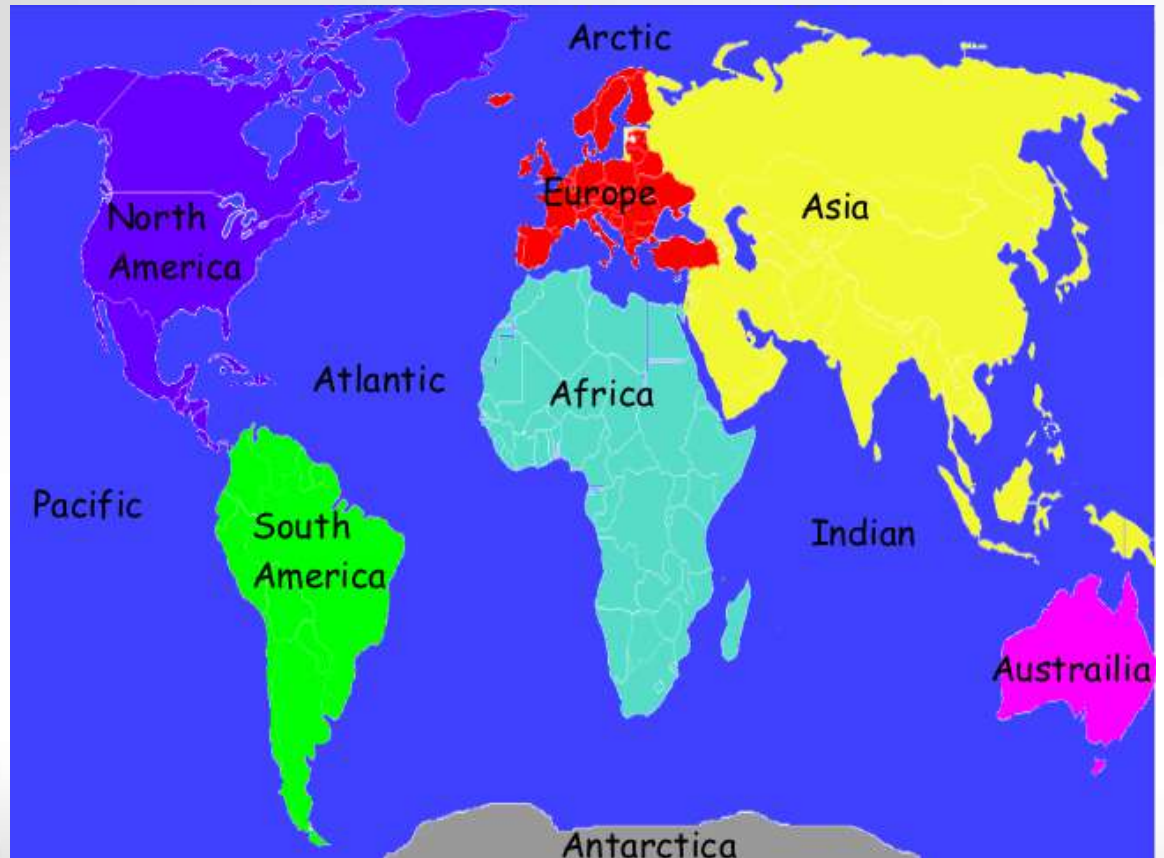 Arctic
Europe
Asia
North
America
Atlantic
Africa
Pacific
South
America
Indian
Austrailia
Antarctica